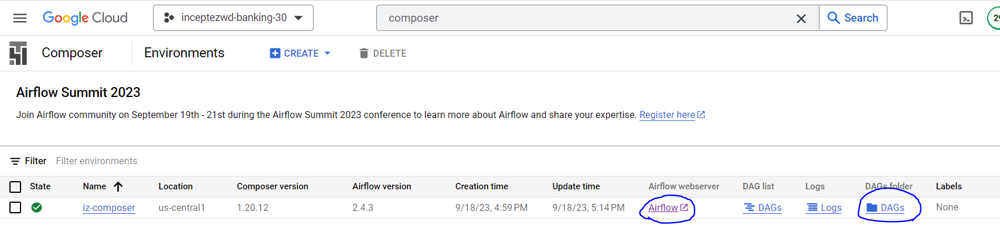 Google Cloud inceptezwd-banking-30 composer Search
Composer Environments CREATE DELETE
Airflow Summit 2023
Join Airflow community on September 19th - 21st during the Airflow Summit 2023 conference to learn more about Airflow and share your expertise. Register here
Filter Filter environments
State Name Location Composer version Airflow version Creation time Update time Airflow webserver DAG list Logs DAGs folder Labels
iz-composer us-central1 1.20.12 2.4.3 9/18/23, 4:59 PM 9/18/23, 5:14 PM Airflow DAGs Logs DAGs None